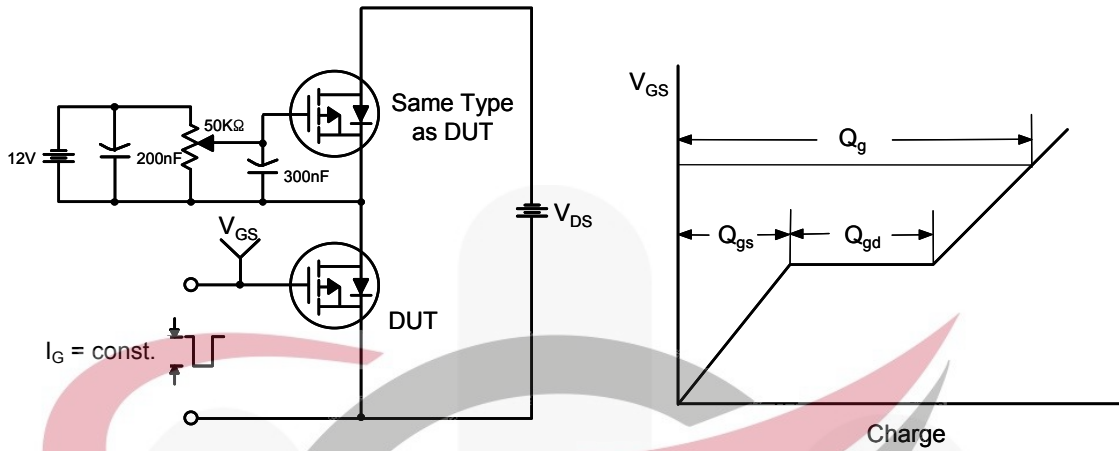 Same Type
as DUT
50KΩ
12V
200nF
300nF
V_GS
V_DS
DUT
I_G = const.
V_GS
Q_g
Q_gs
Q_gd
Charge